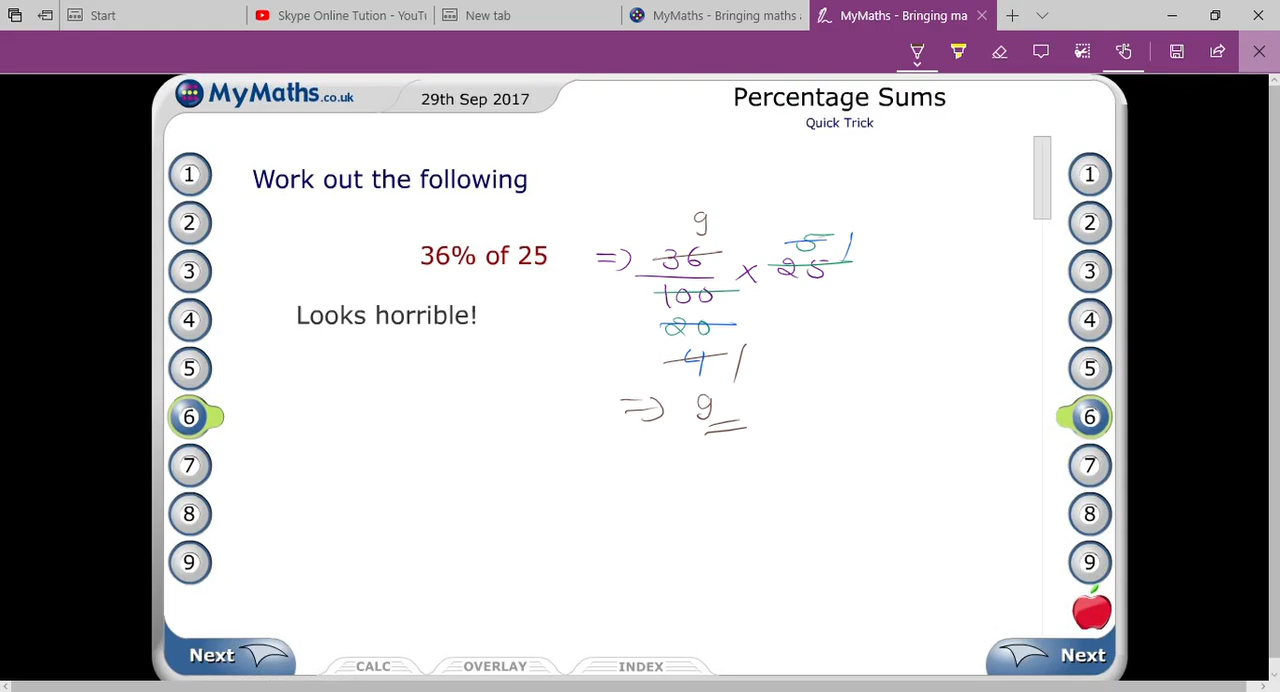 Start
Skype Online Tution - YouTu
New tab
MyMaths - Bringing maths a
MyMaths - Bringing ma
MyMaths.co.uk
29th Sep 2017
Percentage Sums
Quick Trick
Work out the following
36% of 25
Looks horrible!
9
5 1
=> 36 × 25
100
20
4 1
=> 9
1
2
3
4
5
6
7
8
9
1
2
3
4
5
6
7
8
9
Next
CALC
OVERLAY
INDEX
Next